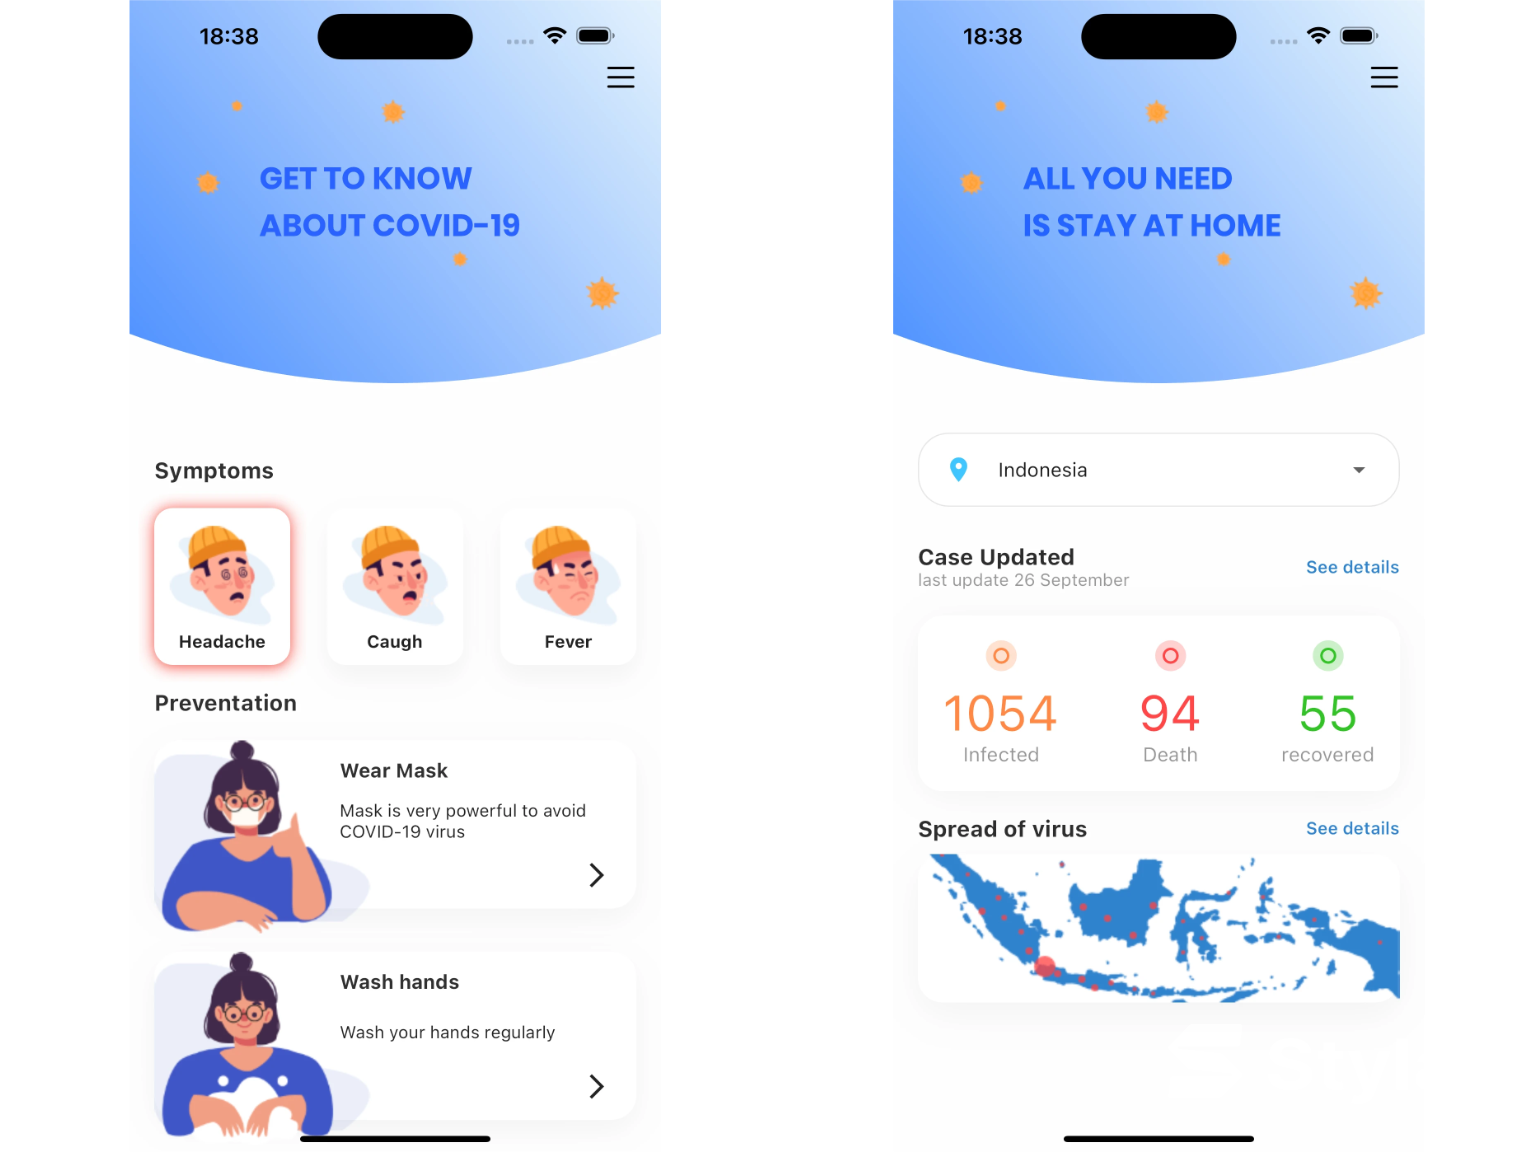 18:38
GET TO KNOW
ABOUT COVID-19
Symptoms
Headache
Caugh
Fever
Preventation
Wear Mask
Mask is very powerful to avoid
COVID-19 virus
Wash hands
Wash your hands regularly
18:38
ALL YOU NEED
IS STAY AT HOME
Indonesia
Case Updated
last update 26 September
See details
1054
Infected
94
Death
55
recovered
Spread of virus
See details